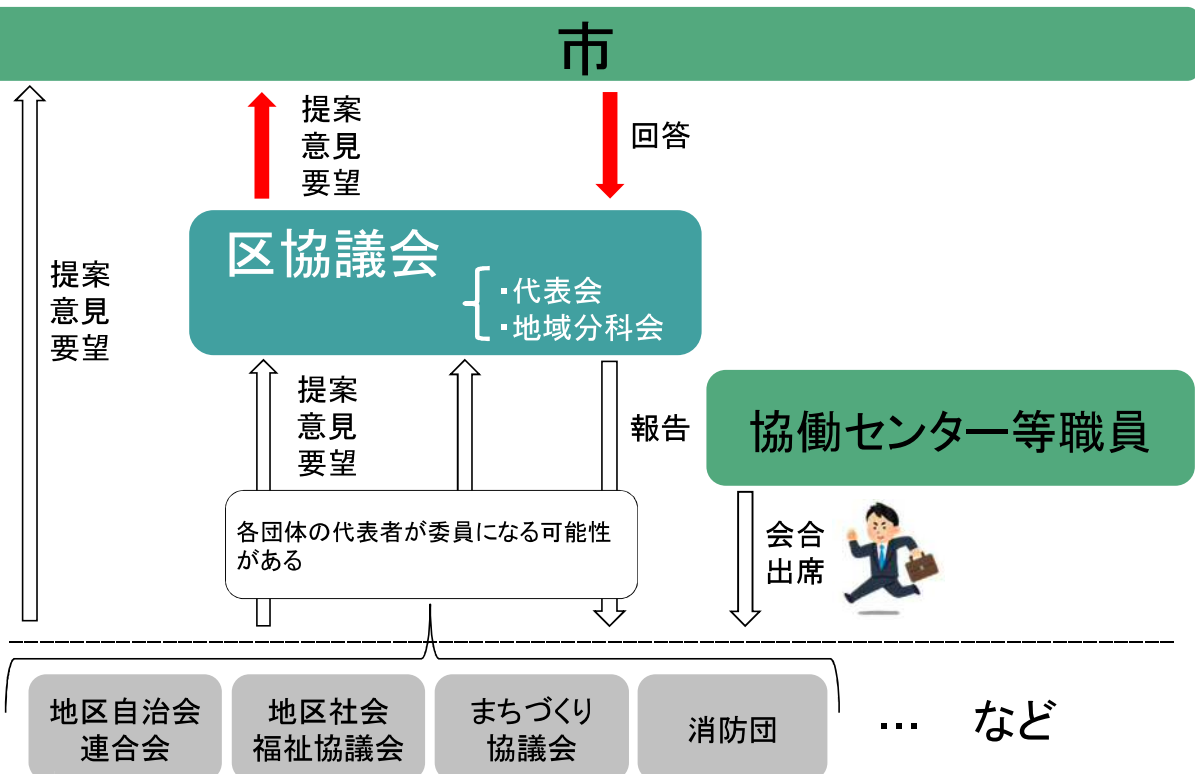 市
提案
意見
要望
回答
提案
意見
要望
区協議会
・代表会
・地域分科会
提案
意見
要望
報告
協働センター等職員
各団体の代表者が委員になる可能性
がある
会合
出席
地区自治会
連合会
地区社会
福祉協議会
まちづくり
協議会
消防団
… など